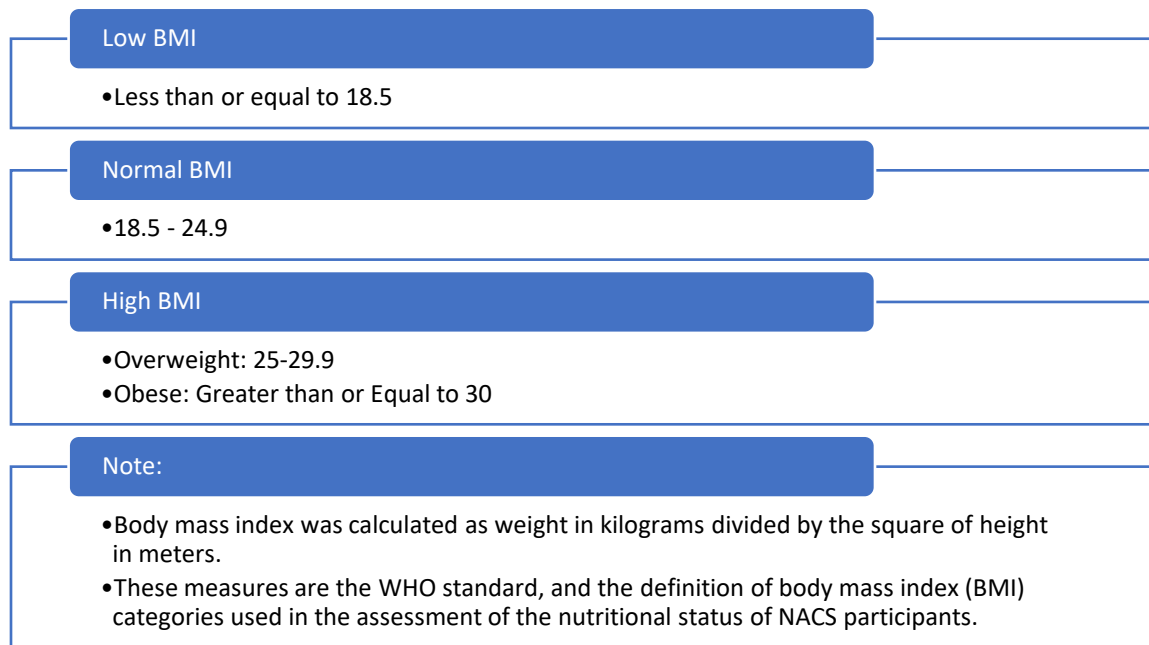 Low BMI
•Less than or equal to 18.5
Normal BMI
•18.5 - 24.9
High BMI
•Overweight: 25-29.9
•Obese: Greater than or Equal to 30
Note:
•Body mass index was calculated as weight in kilograms divided by the square of height
in meters.
•These measures are the WHO standard, and the definition of body mass index (BMI)
categories used in the assessment of the nutritional status of NACS participants.